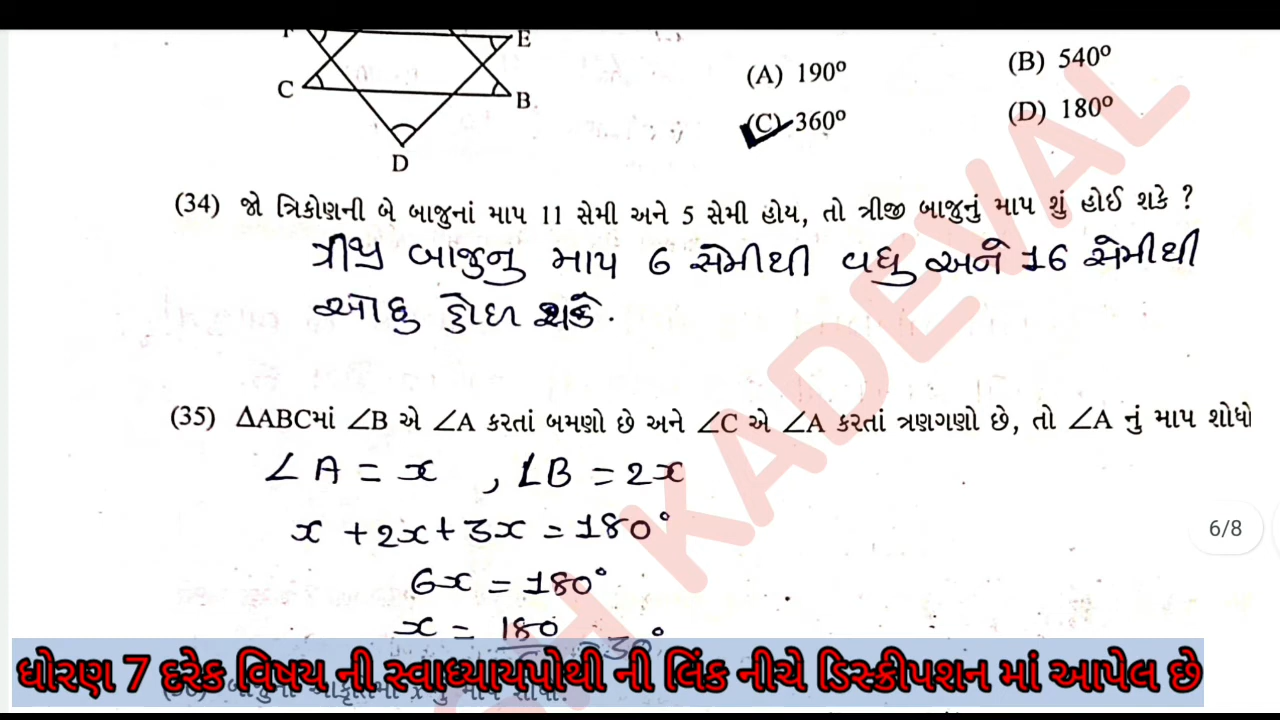 E
C
B
D
(A) 190°
(B) 540°
(C) 360°
(D) 180°
(34) જો ત્રિકોણની બે બાજુનાં માપ 11 સેમી અને 5 સેમી હોય, તો ત્રીજી બાજુનું માપ શું હોઈ શકે ?
ત્રીજી બાજુનુ માપ 6 સેમીથી વધુ અને 16 સેમીથી
ઓછુ હોઇ શકે.
(35) ΔABCમાં ∠B એ ∠A કરતાં બમણો છે અને ∠C એ ∠A કરતાં ત્રણગણો છે, તો ∠A નું માપ શોધો
∠A = x , ∠B = 2x
x + 2x + 3x = 180°
6x = 180°
x = 180 30°
6/8
KADEVAL
ધોરણ 7 દરેક વિષય ની સ્વાધ્યાયપોથી ની લિંક નીચે ડિસ્ક્રીપશન માં આપેલ છે